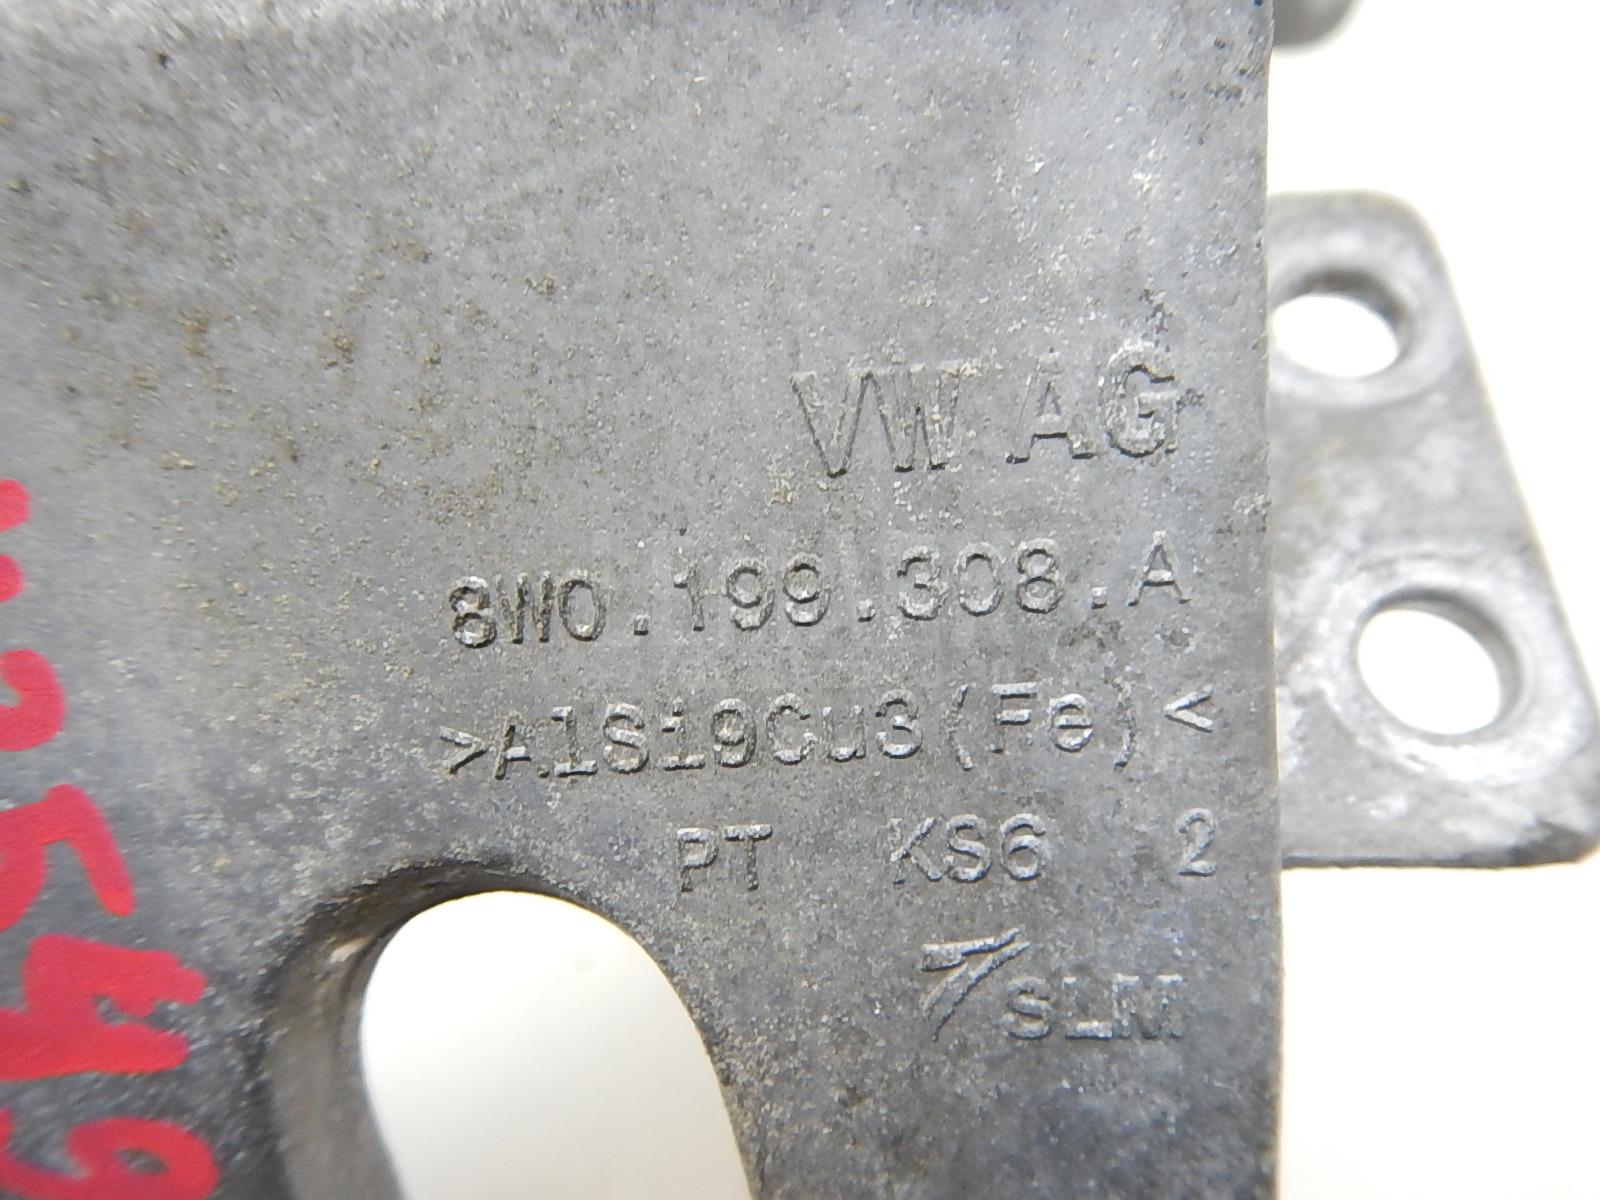 VW AG
8W0.199.308.A
>AlSi9Cu3(Fe)<
PT KS6 2
SLM